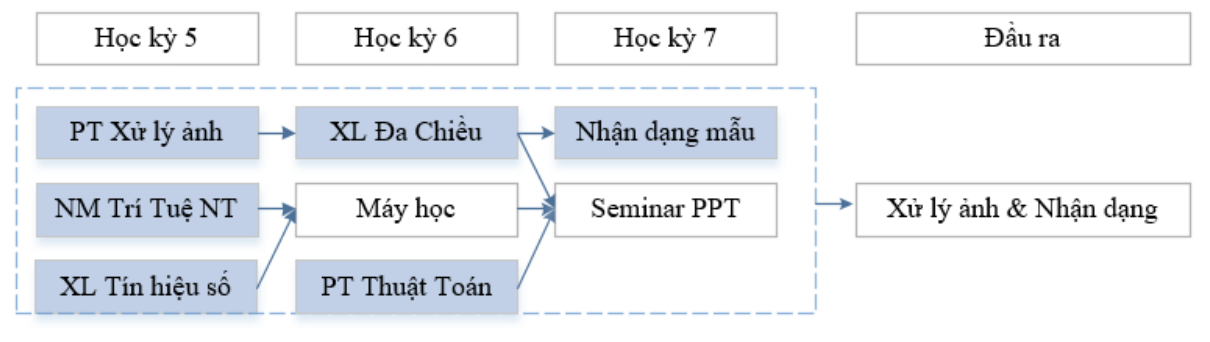 Học kỳ 5
Học kỳ 6
Học kỳ 7
Đầu ra
PT Xử lý ảnh
XL Đa Chiều
Nhận dạng mẫu
NM Trí Tuệ NT
Máy học
Seminar PPT
Xử lý ảnh & Nhận dạng
XL Tín hiệu số
PT Thuật Toán